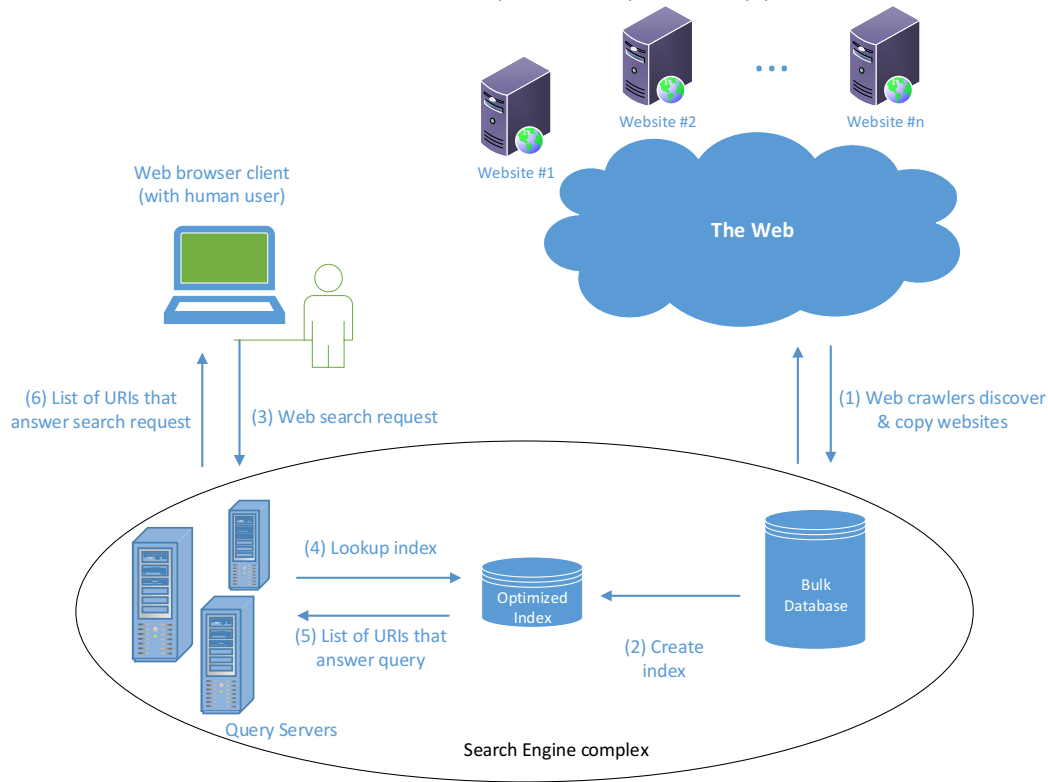 Website #2
Website #n
Website #1
Web browser client
(with human user)
The Web
(6) List of URIs that
answer search request
(3) Web search request
(1) Web crawlers discover
& copy websites
(4) Lookup index
Optimized
Index
Bulk
Database
(5) List of URIs that
answer query
(2) Create
index
Query Servers
Search Engine complex